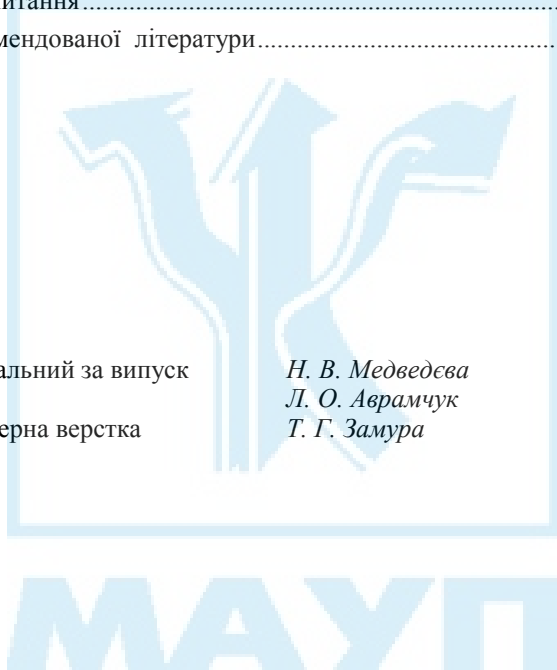 итання........................................................................
мендованої літератури.............................................
альний за випуск Н. В. Медведєва
Л. О. Аврамчук
ерна верстка Т. Г. Замура
МАУП